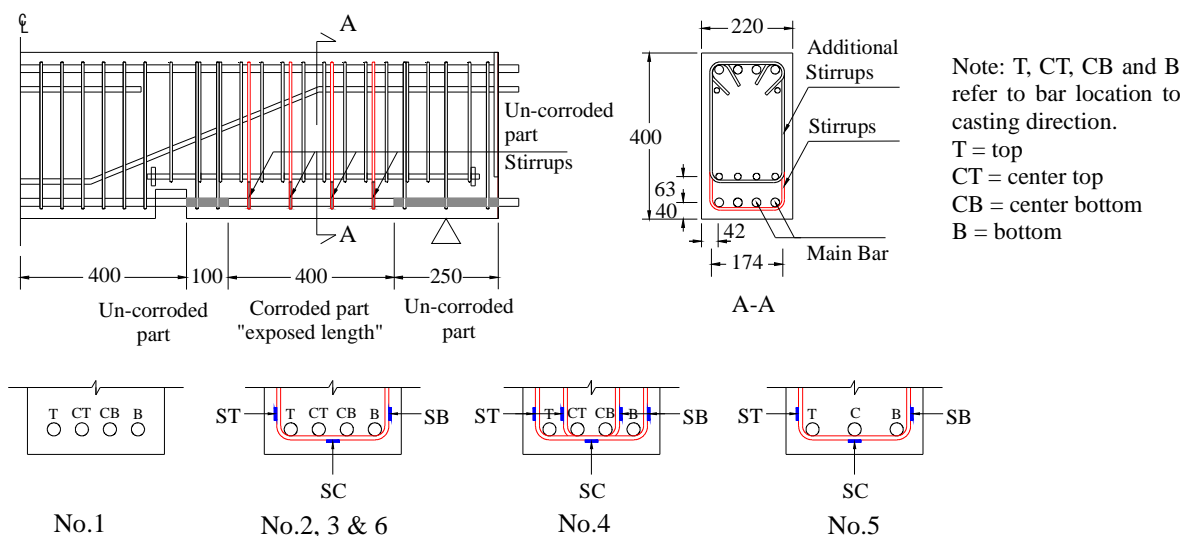 ℄
A
A
Un-corroded
part
Stirrups
400
100
400
250
Un-corroded
part
Corroded part
"exposed length"
Un-corroded
part
220
400
63
40
42
174
A-A
Additional
Stirrups
Stirrups
Main Bar
Note: T, CT, CB and B
refer to bar location to
casting direction.
T = top
CT = center top
CB = center bottom
B = bottom
T CT CB B
No.1
ST T CT CB B SB
SC
No.2, 3 & 6
ST T CT CB B SB
SC
No.4
ST T C B SB
SC
No.5